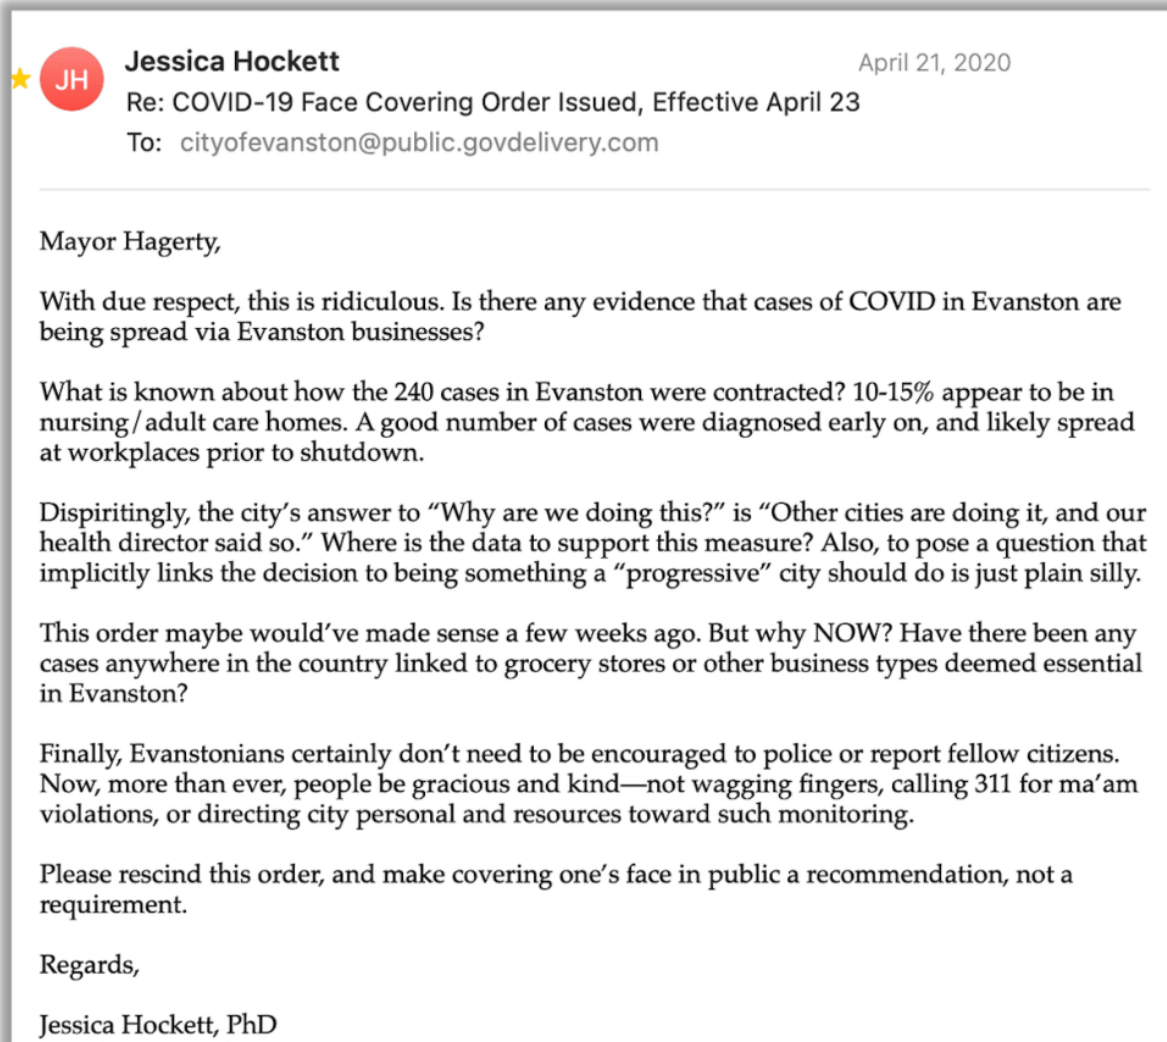 JH
Jessica Hockett
April 21, 2020
Re: COVID-19 Face Covering Order Issued, Effective April 23
To: cityofevanston@public.govdelivery.com
Mayor Hagerty,
With due respect, this is ridiculous. Is there any evidence that cases of COVID in Evanston are
being spread via Evanston businesses?
What is known about how the 240 cases in Evanston were contracted? 10-15% appear to be in
nursing/adult care homes. A good number of cases were diagnosed early on, and likely spread
at workplaces prior to shutdown.
Dispiritingly, the city's answer to “Why are we doing this?” is “Other cities are doing it, and our
health director said so.” Where is the data to support this measure? Also, to pose a question that
implicitly links the decision to being something a “progressive” city should do is just plain silly.
This order maybe would've made sense a few weeks ago. But why NOW? Have there been any
cases anywhere in the country linked to grocery stores or other business types deemed essential
in Evanston?
Finally, Evanstonians certainly don't need to be encouraged to police or report fellow citizens.
Now, more than ever, people be gracious and kind—not wagging fingers, calling 311 for ma'am
violations, or directing city personal and resources toward such monitoring.
Please rescind this order, and make covering one's face in public a recommendation, not a
requirement.
Regards,
Jessica Hockett, PhD